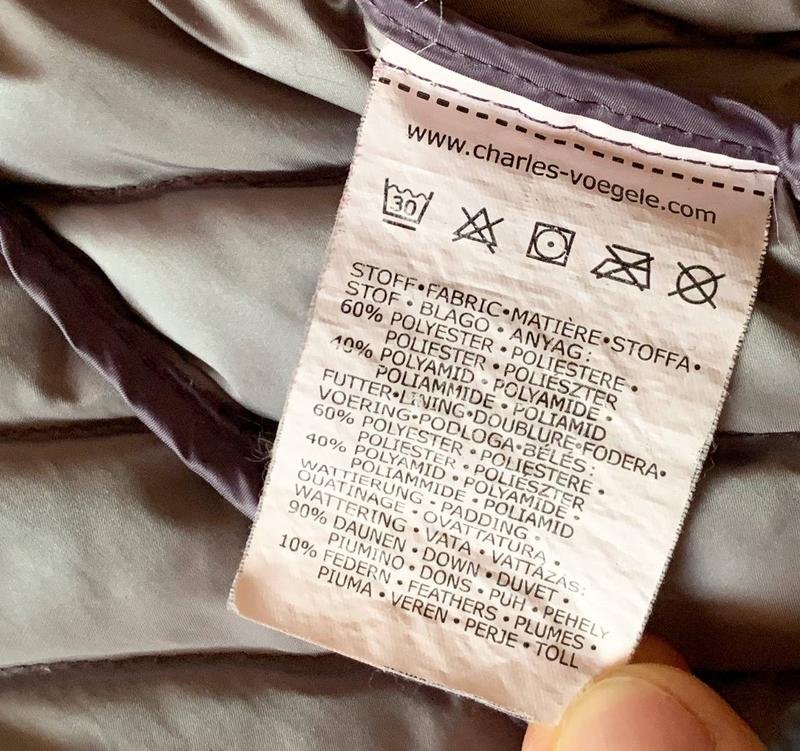 www.charles-voegele.com
30
STOFF•FABRIC•MATIÈRE•STOFFA•
STOF • BLAGO • ANYAG:
60% POLYESTER • POLIESTERE •
POLIESTER • POLIÉSZTER
40% POLYAMID • POLYAMIDE •
POLIAMMIDE • POLIAMID
FUTTER•LINING•DOUBLURE•FODERA•
VOERING•PODLOGA•BÉLÉS:
60% POLYESTER • POLIESTERE •
POLIESTER • POLIÉSZTER
40% POLYAMID • POLYAMIDE •
POLIAMMIDE • POLIAMID
WATTIERUNG • PADDING •
OUATINAGE • OVATTATURA •
WATTERING • VATA • VATTÁZÁS:
90% DAUNEN • DOWN • DUVET •
PIUMINO • DONS • PUH • PEHELY
10% FEDERN • FEATHERS • PLUMES •
PIUMA • VEREN • PERJE • TOLL